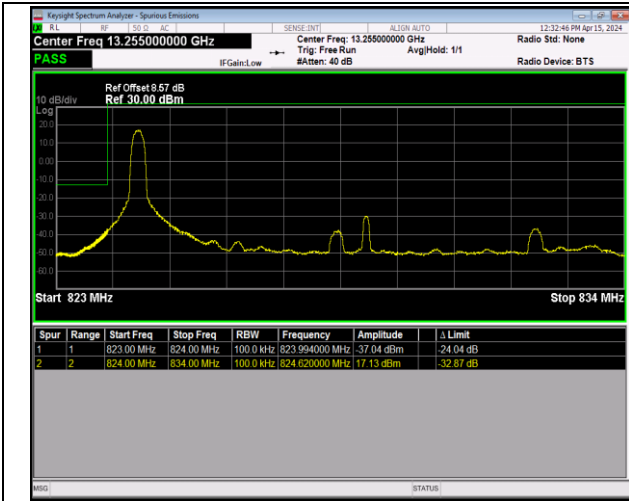 Keysight Spectrum Analyzer - Spurious Emissions
RL RF 50 Ω AC SENSE:INT ALIGN AUTO 12:32:46 PM Apr 15, 2024
Center Freq 13.255000000 GHz Center Freq: 13.255000000 GHz Radio Std: None
Trig: Free Run Avg|Hold: 1/1
PASS IFGain:Low #Atten: 40 dB Radio Device: BTS
Ref Offset 8.57 dB
10 dB/div Ref 30.00 dBm
Log
20.0
10.0
0.00
-10.0
-20.0
-30.0
-40.0
-50.0
-60.0
Start 823 MHz Stop 834 MHz
Spur Range Start Freq Stop Freq RBW Frequency Amplitude Δ Limit
1 1 823.00 MHz 824.00 MHz 100.0 kHz 823.994000 MHz -37.04 dBm -24.04 dB
2 2 824.00 MHz 834.00 MHz 100.0 kHz 824.620000 MHz 17.13 dBm -32.87 dB
MSG STATUS